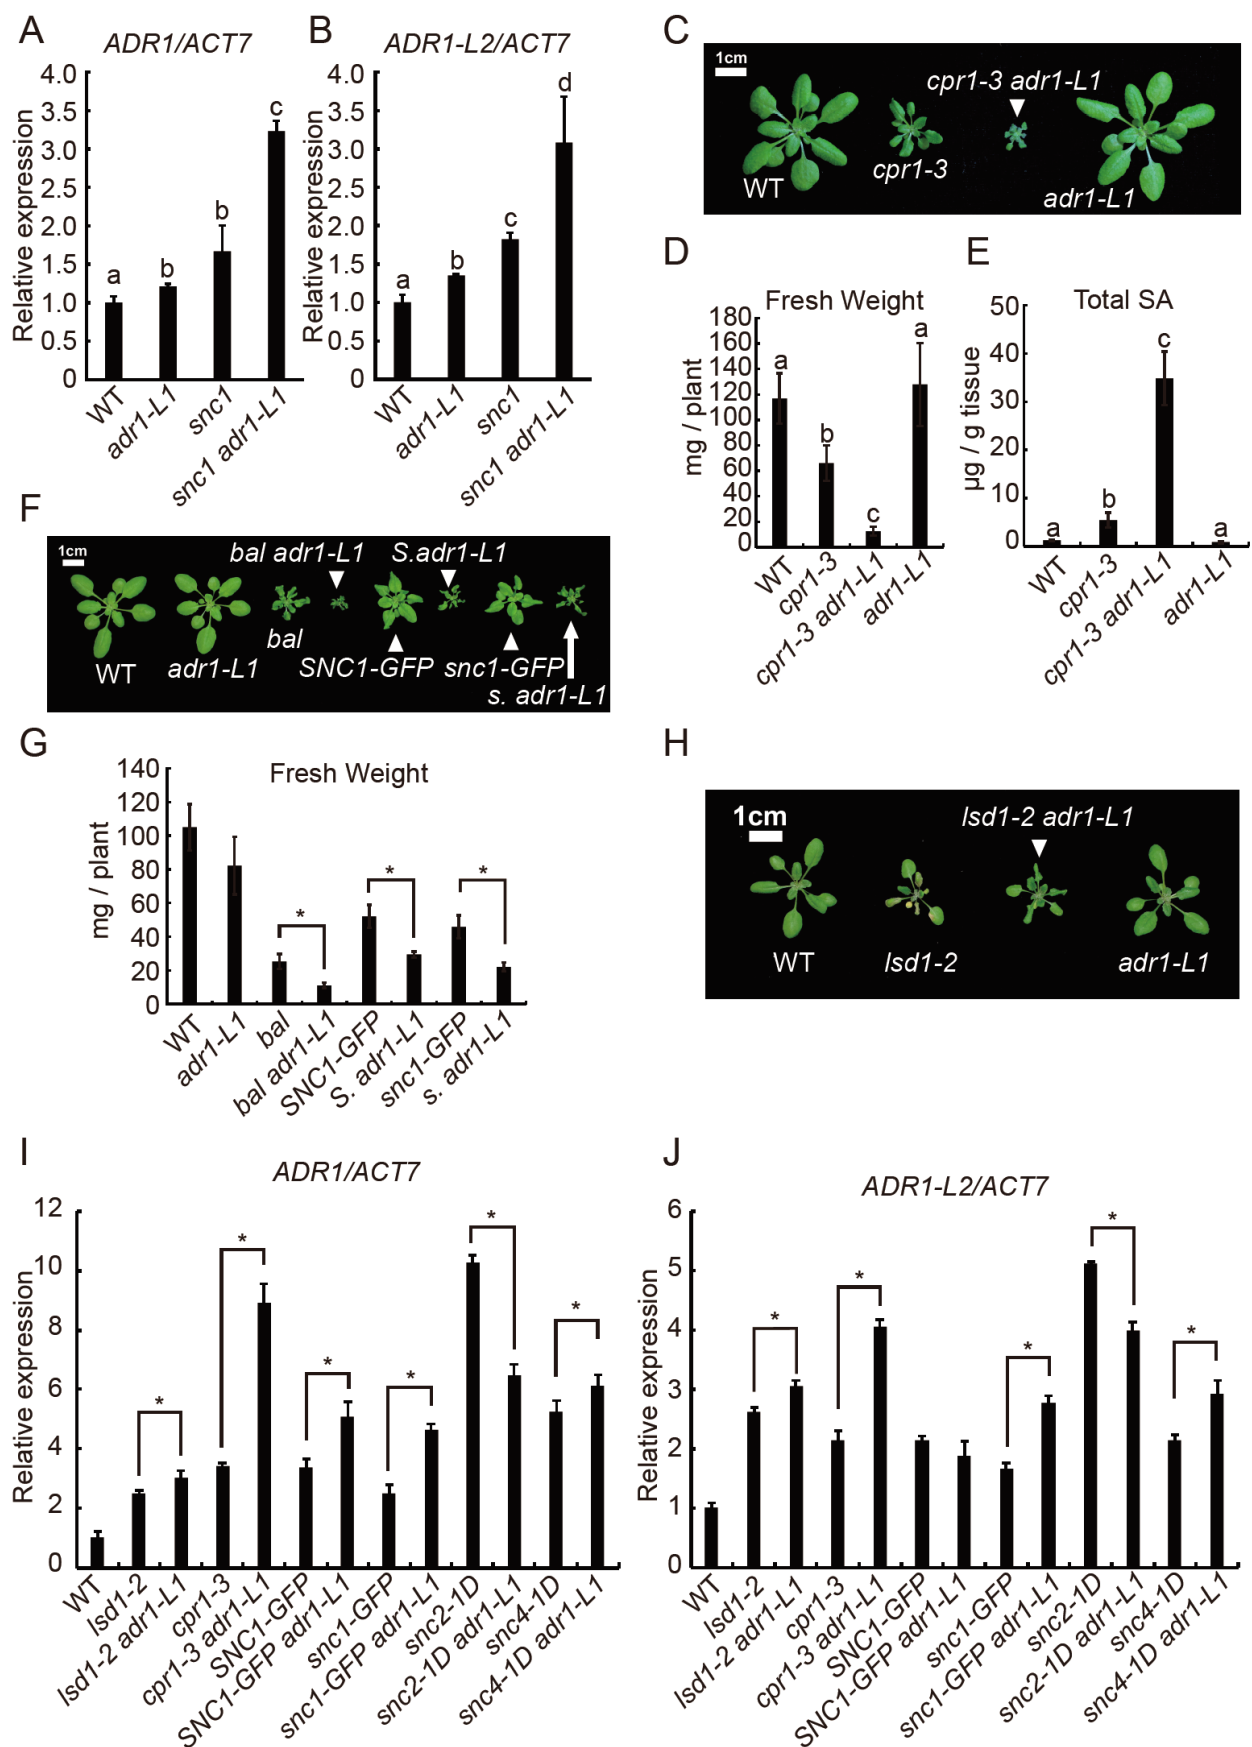 A
ADR1/ACT7
Relative expression
4.0
3.5
3.0
2.5
2.0
1.5
1.0
0.5
0
a
b
b
c
WT
adr1-L1
snc1
snc1 adr1-L1
B
ADR1-L2/ACT7
Relative expression
4.0
3.5
3.0
2.5
2.0
1.5
1.0
0.5
0
a
b
c
d
WT
adr1-L1
snc1
snc1 adr1-L1
C
1cm
cpr1-3 adr1-L1
WT
cpr1-3
adr1-L1
D
Fresh Weight
mg / plant
180
160
140
120
100
80
60
40
20
0
a
b
c
a
WT
cpr1-3
cpr1-3 adr1-L1
adr1-L1
E
Total SA
µg / g tissue
50
40
30
20
10
0
a
b
c
a
WT
cpr1-3
cpr1-3 adr1-L1
adr1-L1
F
1cm
bal adr1-L1
S.adr1-L1
WT
adr1-L1
bal
SNC1-GFP
snc1-GFP
s. adr1-L1
G
Fresh Weight
mg / plant
140
120
100
80
60
40
20
0
*
*
*
WT
adr1-L1
bal
bal adr1-L1
SNC1-GFP
S. adr1-L1
snc1-GFP
s. adr1-L1
H
1cm
lsd1-2 adr1-L1
WT
lsd1-2
adr1-L1
I
ADR1/ACT7
Relative expression
12
10
8
6
4
2
0
*
*
*
*
*
*
WT
lsd1-2
lsd1-2 adr1-L1
cpr1-3
cpr1-3 adr1-L1
SNC1-GFP
SNC1-GFP adr1-L1
snc1-GFP
snc1-GFP adr1-L1
snc2-1D
snc2-1D adr1-L1
snc4-1D
snc4-1D adr1-L1
J
ADR1-L2/ACT7
Relative expression
6
5
4
3
2
1
0
*
*
*
*
*
WT
lsd1-2
lsd1-2 adr1-L1
cpr1-3
cpr1-3 adr1-L1
SNC1-GFP
SNC1-GFP adr1-L1
snc1-GFP
snc1-GFP adr1-L1
snc2-1D
snc2-1D adr1-L1
snc4-1D
snc4-1D adr1-L1